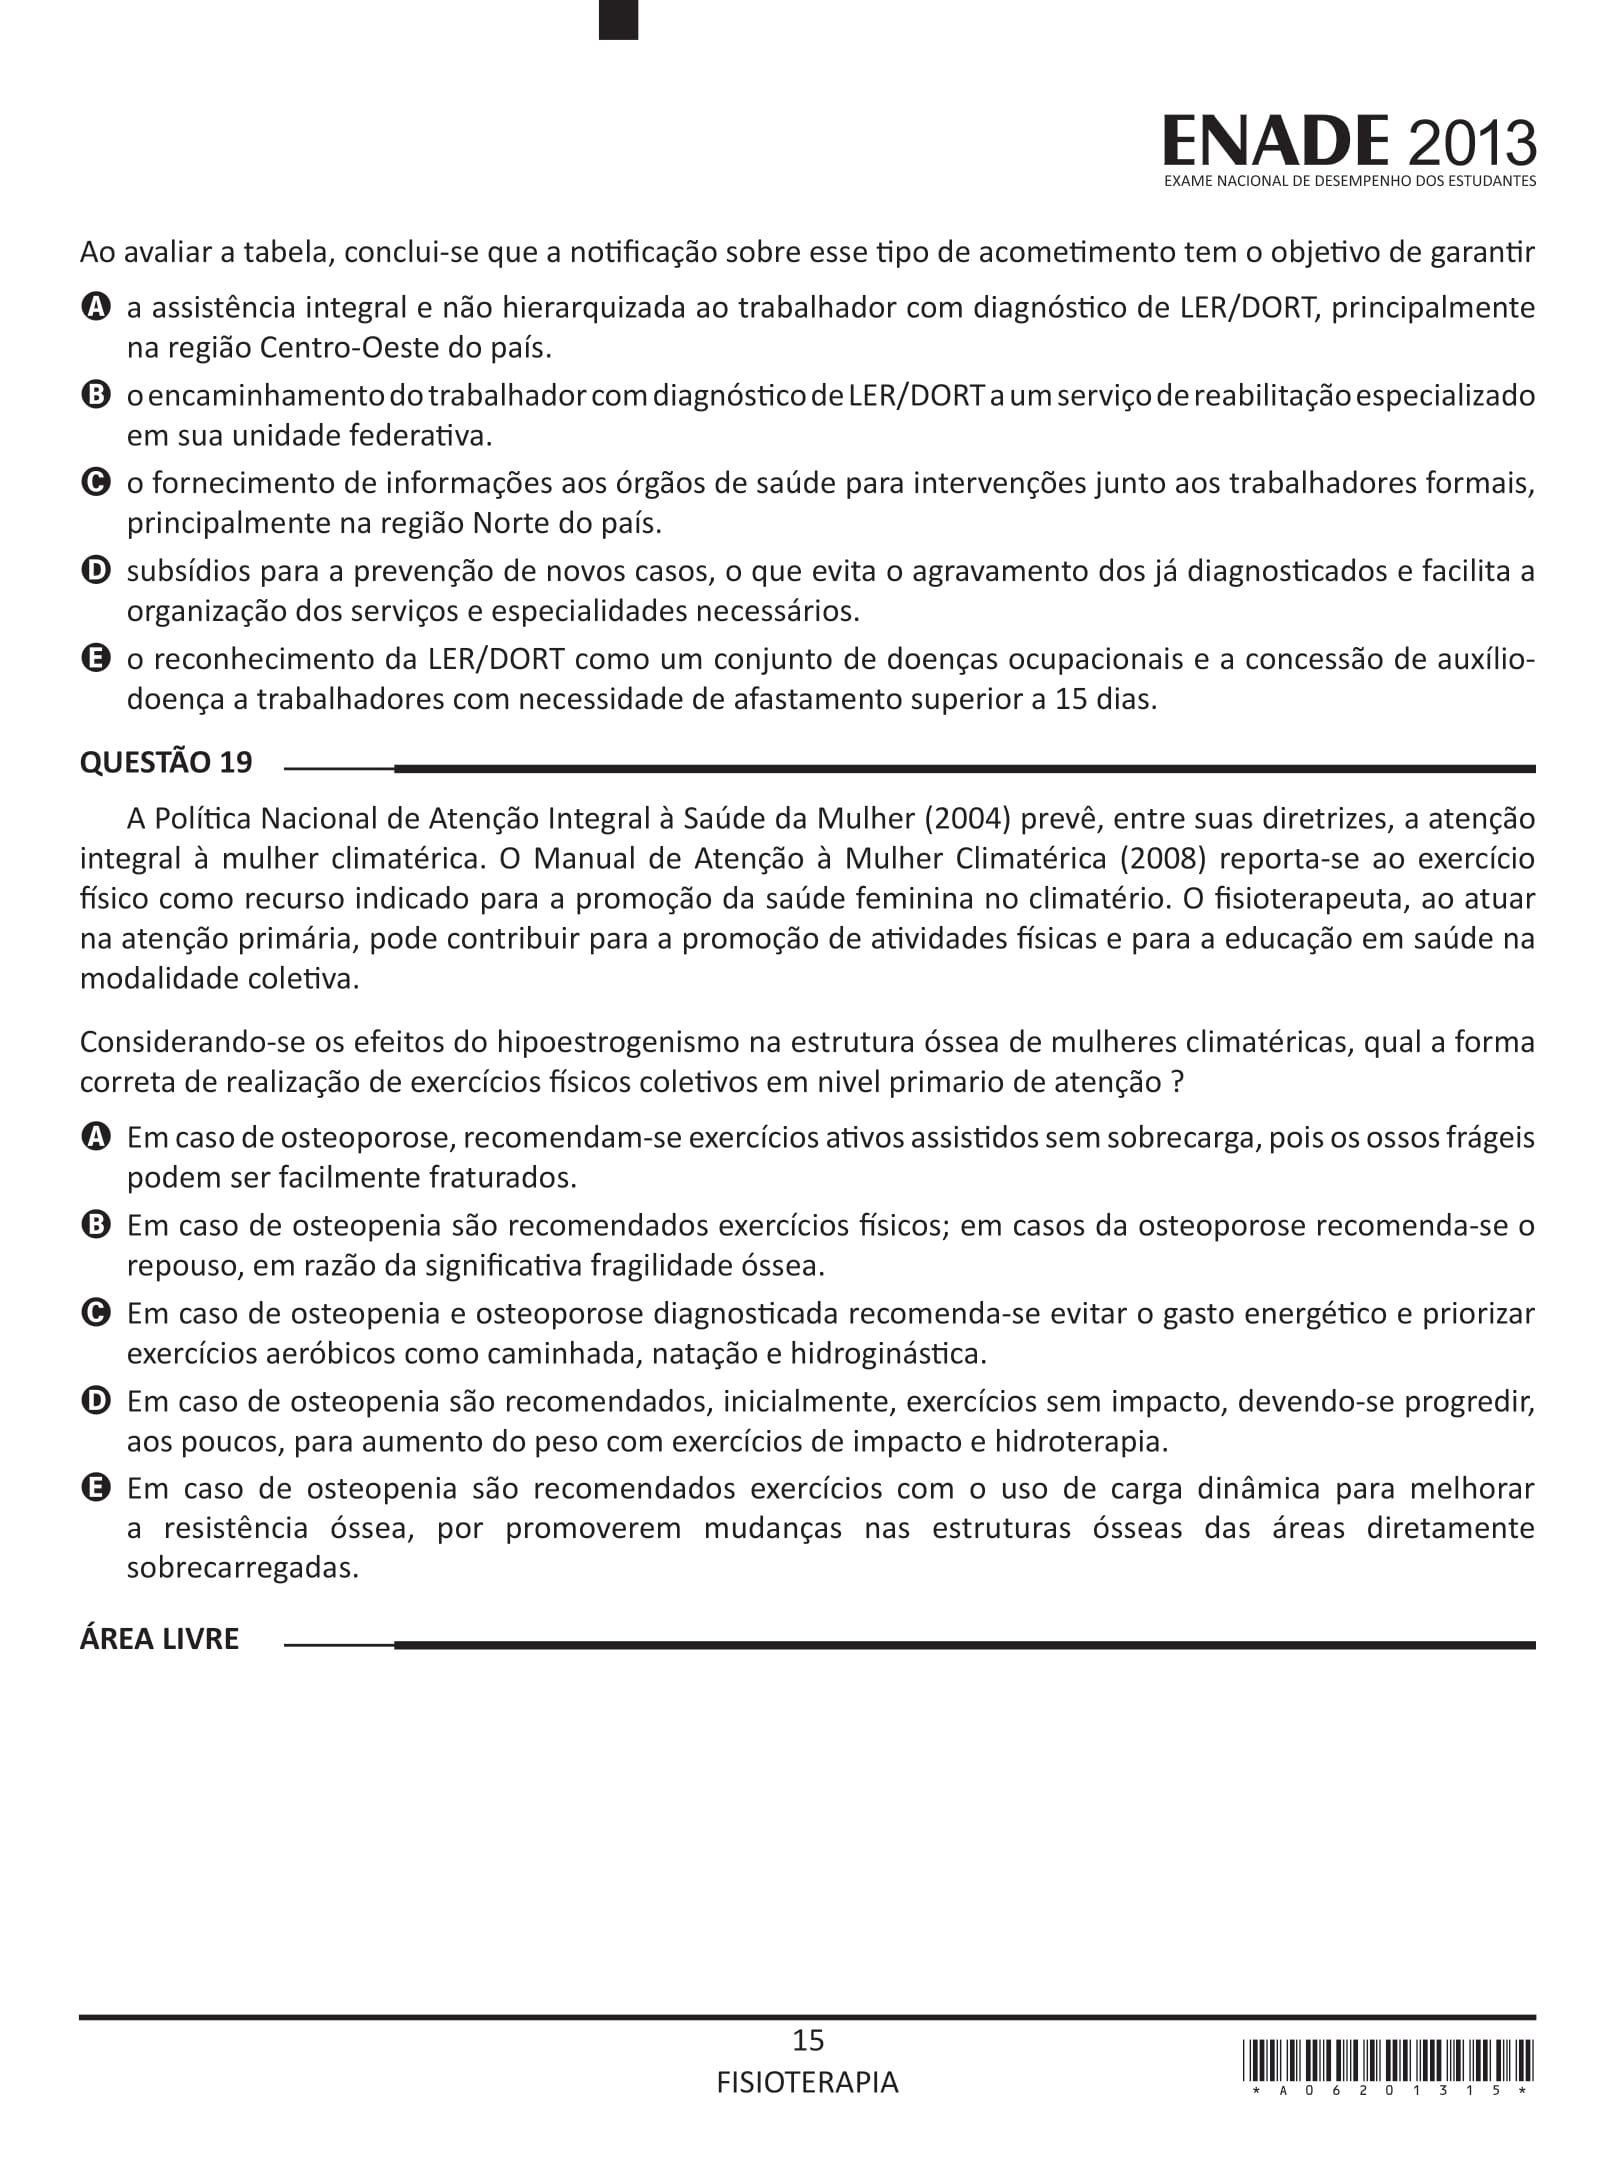 ENADE 2013
EXAME NACIONAL DE DESEMPENHO DOS ESTUDANTES
Ao avaliar a tabela, conclui-se que a notificação sobre esse tipo de acometimento tem o objetivo de garantir
A a assistência integral e não hierarquizada ao trabalhador com diagnóstico de LER/DORT, principalmente
na região Centro-Oeste do país.
B o encaminhamento do trabalhador com diagnóstico de LER/DORT a um serviço de reabilitação especializado
em sua unidade federativa.
C o fornecimento de informações aos órgãos de saúde para intervenções junto aos trabalhadores formais,
principalmente na região Norte do país.
D subsídios para a prevenção de novos casos, o que evita o agravamento dos já diagnosticados e facilita a
organização dos serviços e especialidades necessários.
E o reconhecimento da LER/DORT como um conjunto de doenças ocupacionais e a concessão de auxílio-
doença a trabalhadores com necessidade de afastamento superior a 15 dias.
QUESTÃO 19
A Política Nacional de Atenção Integral à Saúde da Mulher (2004) prevê, entre suas diretrizes, a atenção
integral à mulher climatérica. O Manual de Atenção à Mulher Climatérica (2008) reporta-se ao exercício
físico como recurso indicado para a promoção da saúde feminina no climatério. O fisioterapeuta, ao atuar
na atenção primária, pode contribuir para a promoção de atividades físicas e para a educação em saúde na
modalidade coletiva.
Considerando-se os efeitos do hipoestrogenismo na estrutura óssea de mulheres climatéricas, qual a forma
correta de realização de exercícios físicos coletivos em nivel primario de atenção ?
A Em caso de osteoporose, recomendam-se exercícios ativos assistidos sem sobrecarga, pois os ossos frágeis
podem ser facilmente fraturados.
B Em caso de osteopenia são recomendados exercícios físicos; em casos da osteoporose recomenda-se o
repouso, em razão da significativa fragilidade óssea.
C Em caso de osteopenia e osteoporose diagnosticada recomenda-se evitar o gasto energético e priorizar
exercícios aeróbicos como caminhada, natação e hidroginástica.
D Em caso de osteopenia são recomendados, inicialmente, exercícios sem impacto, devendo-se progredir,
aos poucos, para aumento do peso com exercícios de impacto e hidroterapia.
E Em caso de osteopenia são recomendados exercícios com o uso de carga dinâmica para melhorar
a resistência óssea, por promoverem mudanças nas estruturas ósseas das áreas diretamente
sobrecarregadas.
ÁREA LIVRE
15
FISIOTERAPIA
*A06201315*